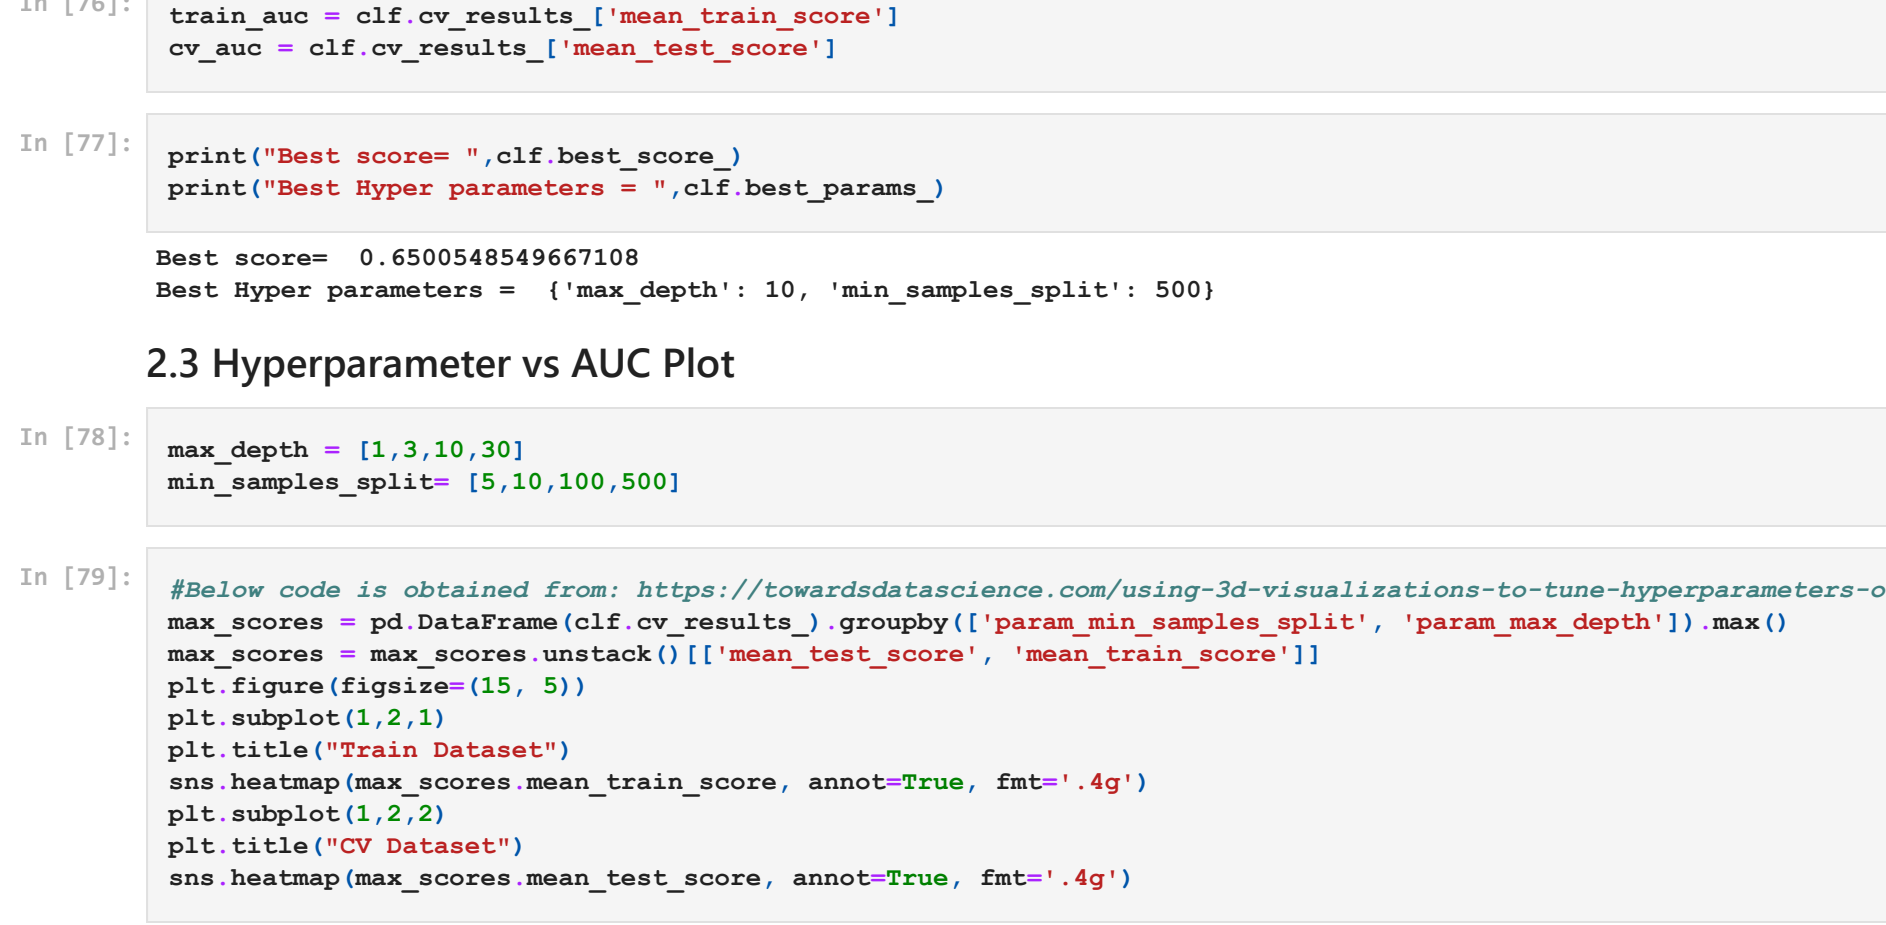 In [76]:
train_auc = clf.cv_results_['mean_train_score']
cv_auc = clf.cv_results_['mean_test_score']
In [77]:
print("Best score= ",clf.best_score_)
print("Best Hyper parameters = ",clf.best_params_)
Best score=  0.6500548549667108
Best Hyper parameters =  {'max_depth': 10, 'min_samples_split': 500}
2.3 Hyperparameter vs AUC Plot
In [78]:
max_depth = [1,3,10,30]
min_samples_split= [5,10,100,500]
In [79]:
#Below code is obtained from: https://towardsdatascience.com/using-3d-visualizations-to-tune-hyperparameters-o
max_scores = pd.DataFrame(clf.cv_results_).groupby(['param_min_samples_split', 'param_max_depth']).max()
max_scores = max_scores.unstack()[['mean_test_score', 'mean_train_score']]
plt.figure(figsize=(15, 5))
plt.subplot(1,2,1)
plt.title("Train Dataset")
sns.heatmap(max_scores.mean_train_score, annot=True, fmt='.4g')
plt.subplot(1,2,2)
plt.title("CV Dataset")
sns.heatmap(max_scores.mean_test_score, annot=True, fmt='.4g')